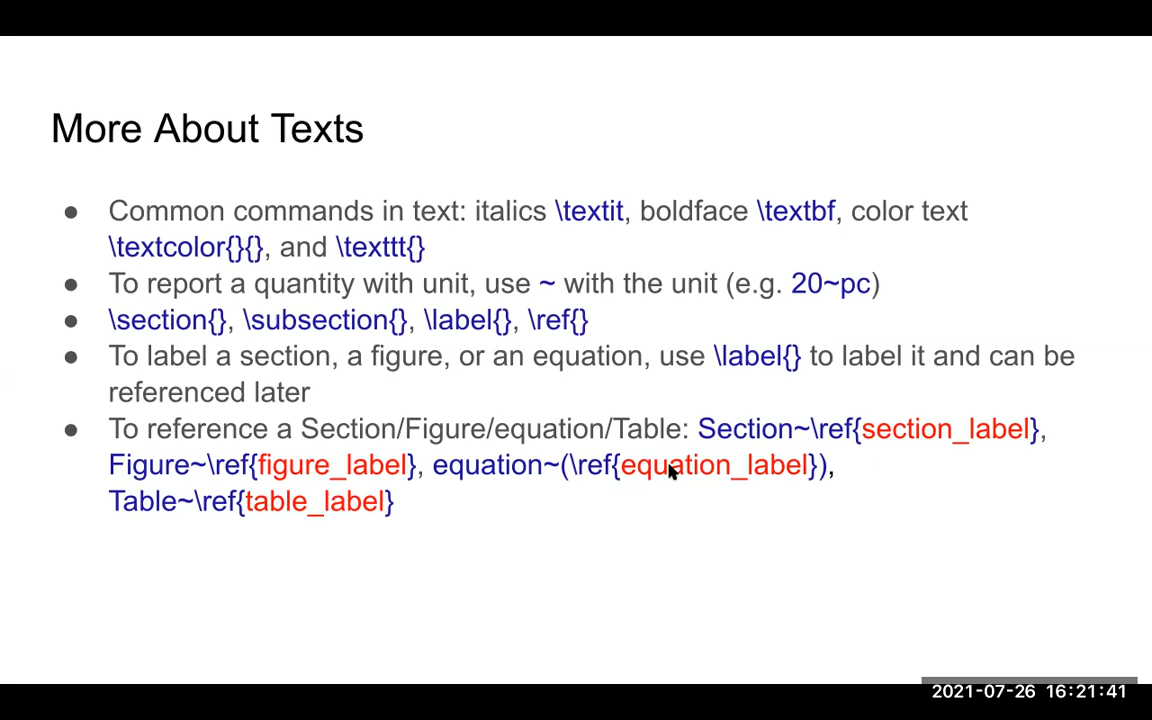 More About Texts
● Common commands in text: italics \textit, boldface \textbf, color text
\textcolor{}{}, and \texttt{}
● To report a quantity with unit, use ~ with the unit (e.g. 20~pc)
● \section{}, \subsection{}, \label{}, \ref{}
● To label a section, a figure, or an equation, use \label{} to label it and can be
referenced later
● To reference a Section/Figure/equation/Table: Section~\ref{section_label},
Figure~\ref{figure_label}, equation~(\ref{equation_label}),
Table~\ref{table_label}
2021-07-26 16:21:41